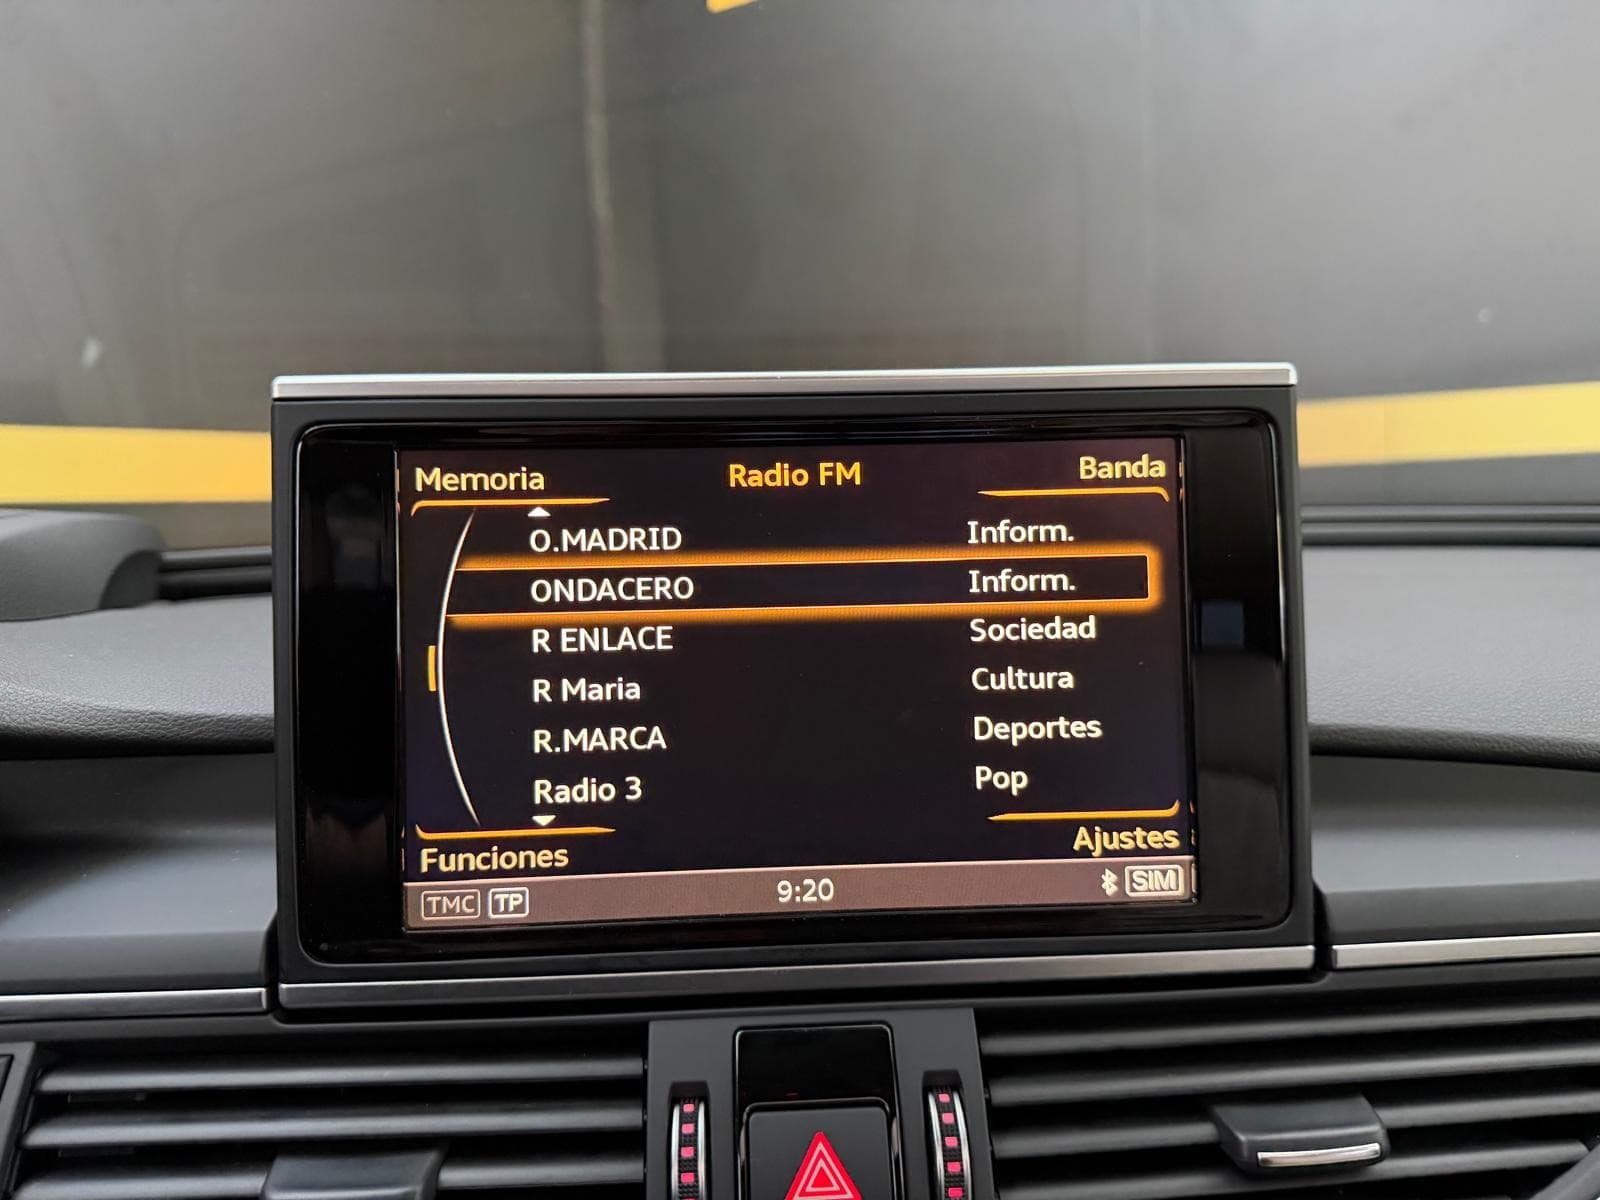 Memoria Radio FM Banda
O.MADRID Inform.
ONDACERO Inform.
R ENLACE Sociedad
R Maria Cultura
R.MARCA Deportes
Radio 3 Pop
Funciones Ajustes
TMC TP 9:20 SIM